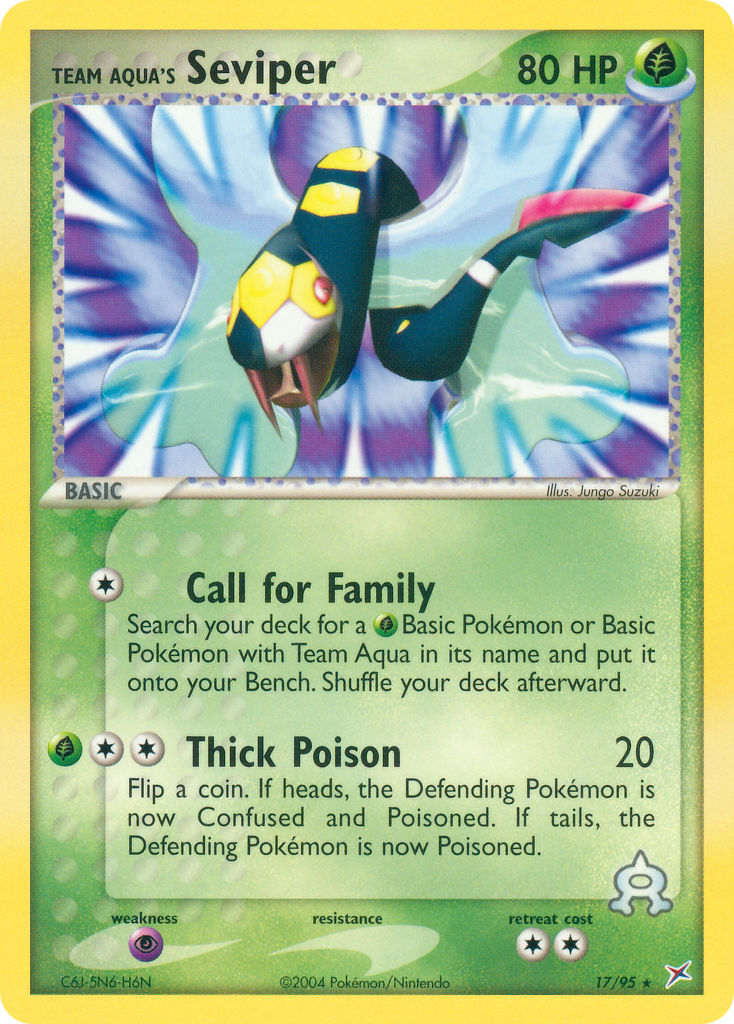 TEAM AQUA'S Seviper 80 HP
BASIC
Illus. Jungo Suzuki
Call for Family
Search your deck for a Basic Pokémon or Basic
Pokémon with Team Aqua in its name and put it
onto your Bench. Shuffle your deck afterward.
Thick Poison 20
Flip a coin. If heads, the Defending Pokémon is
now Confused and Poisoned. If tails, the
Defending Pokémon is now Poisoned.
weakness resistance retreat cost
C6J-5N6-H6N ©2004 Pokémon/Nintendo 17/95 ★